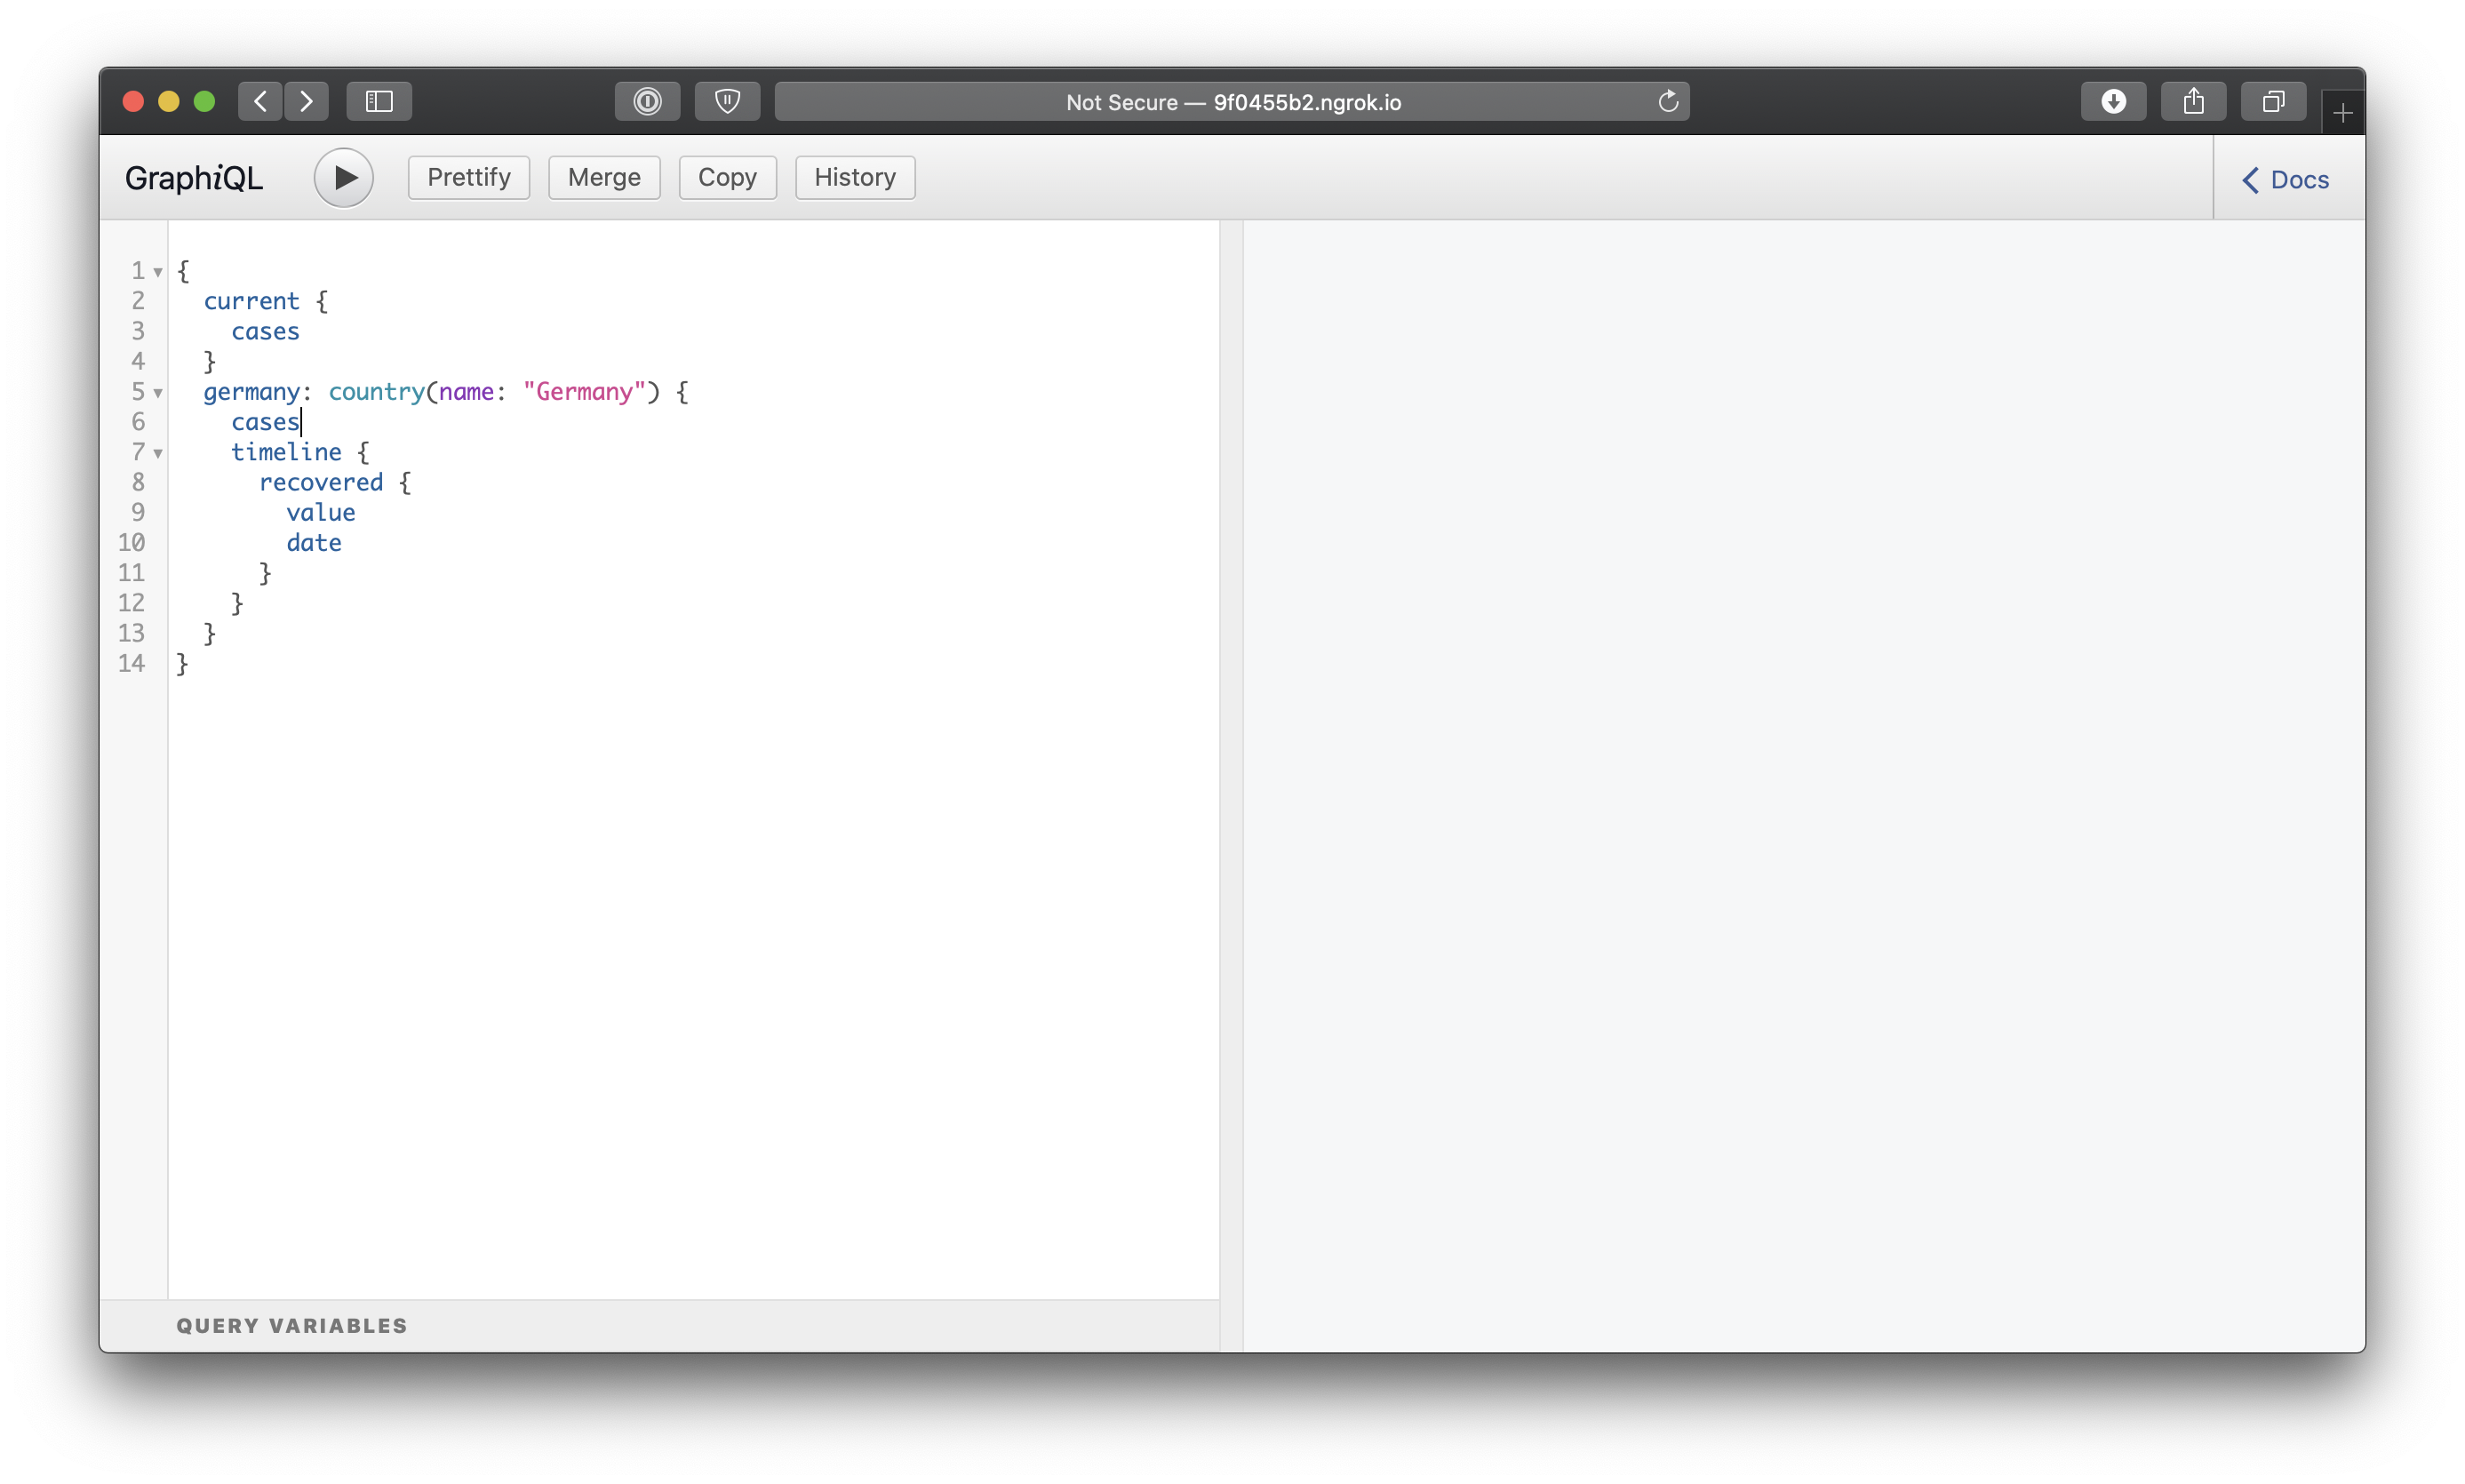 Not Secure — 9f0455b2.ngrok.io
GraphiQL Prettify Merge Copy History Docs
1 {
2 current {
3 cases
4 }
5 germany: country(name: "Germany") {
6 cases
7 timeline {
8 recovered {
9 value
10 date
11 }
12 }
13 }
14 }
QUERY VARIABLES